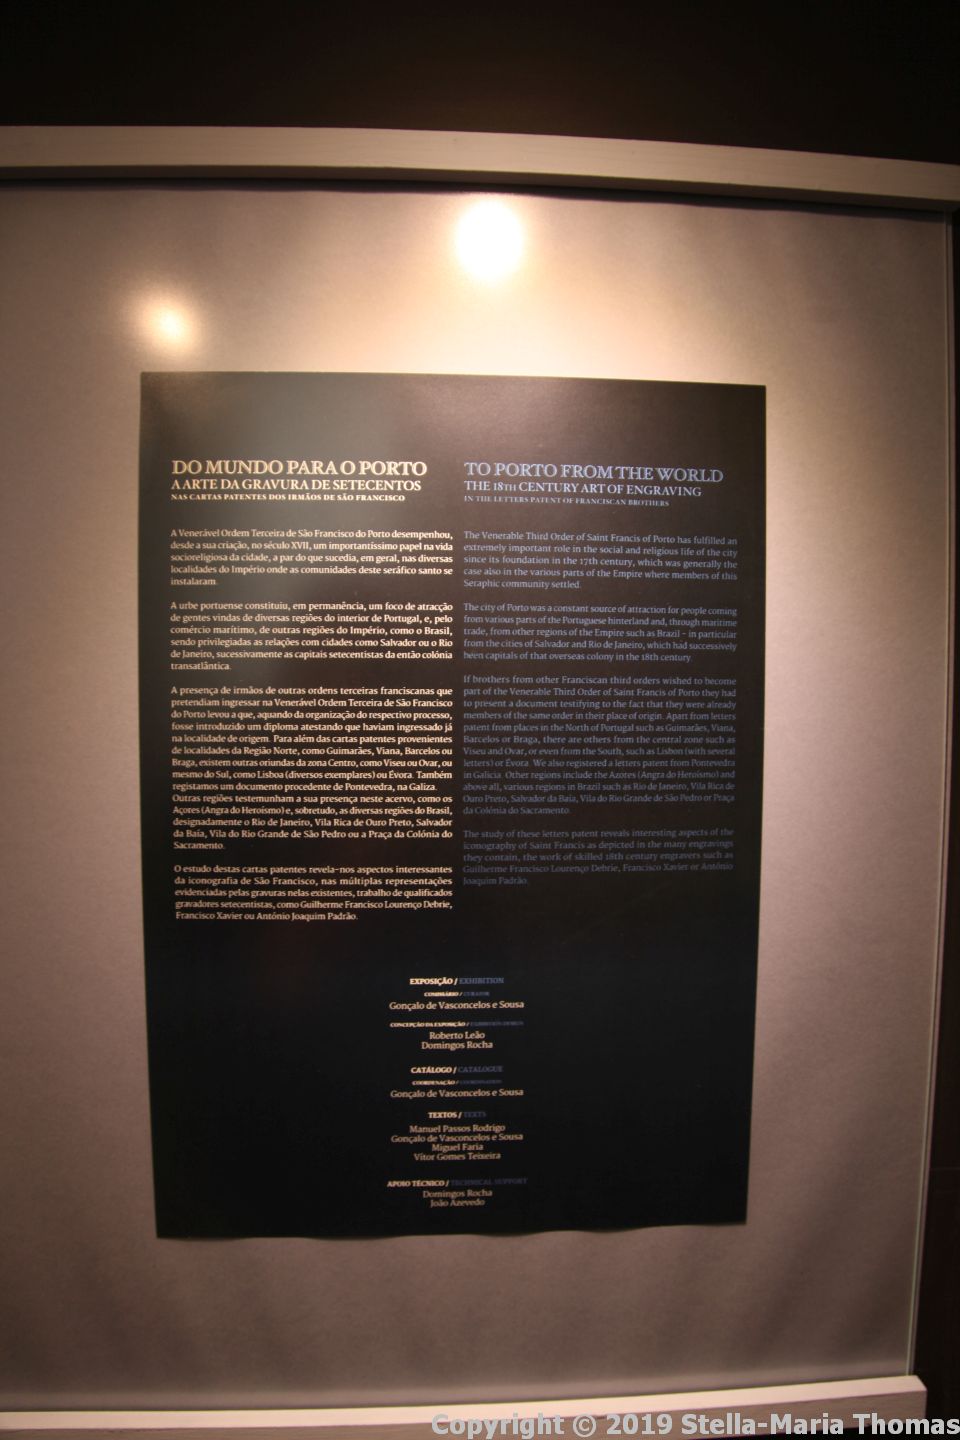 DO MUNDO PARA O PORTO
A ARTE DA GRAVURA DE SETECENTOS
NAS CARTAS PATENTES DOS IRMÃOS DE SÃO FRANCISCO
A Venerável Ordem Terceira de São Francisco do Porto desempenhou,
desde a sua criação, no século XVII, um importantíssimo papel na vida
socioreligiosa da cidade, a par do que sucedia, em geral, nas diversas
localidades do Império onde as comunidades deste seráfico santo se
instalaram.
A urbe portuense constituiu, em permanência, um foco de atracção
de gentes vindas de diversas regiões do interior de Portugal, e, pelo
comércio marítimo, de outras regiões do Império, como o Brasil,
sendo privilegiadas as relações com cidades como Salvador ou o Rio
de Janeiro, sucessivamente as capitais setecentistas da então colónia
transatlântica.
A presença de irmãos de outras ordens terceiras franciscanas que
pretendiam ingressar na Venerável Ordem Terceira de São Francisco
do Porto levou a que, aquando da organização do respectivo processo,
fosse introduzido um diploma atestando que haviam ingressado já
na localidade de origem. Para além das cartas patentes provenientes
de localidades da Região Norte, como Guimarães, Viana, Barcelos ou
Braga, existem outras oriundas da zona Centro, como Viseu ou Ovar, ou
mesmo do Sul, como Lisboa (diversos exemplares) ou Évora. Também
registamos um documento procedente de Pontevedra, na Galiza.
Outras regiões testemunham a sua presença neste acervo, como os
Açores (Angra do Heroísmo) e, sobretudo, as diversas regiões do Brasil,
designadamente o Rio de Janeiro, Vila Rica de Ouro Preto, Salvador
da Baía, Vila do Rio Grande de São Pedro ou a Praça da Colónia do
Sacramento.
O estudo destas cartas patentes revela-nos aspectos interessantes
da iconografia de São Francisco, nas múltiplas representações
evidenciadas pelas gravuras nelas existentes, trabalho de qualificados
gravadores setecentistas, como Guilherme Francisco Lourenço Debrie,
Francisco Xavier ou António Joaquim Padrão.
TO PORTO FROM THE WORLD
THE 18TH CENTURY ART OF ENGRAVING
IN THE LETTERS PATENT OF FRANCISCAN BROTHERS
The Venerable Third Order of Saint Francis of Porto has fulfilled an
extremely important role in the social and religious life of the city
since its foundation in the 17th century, which was generally the
case also in the various parts of the Empire where members of this
Seraphic community settled.
The city of Porto was a constant source of attraction for people coming
from various parts of the Portuguese hinterland and, through maritime
trade, from other regions of the Empire such as Brazil - in particular
from the cities of Salvador and Rio de Janeiro, which had successively
been capitals of that overseas colony in the 18th century.
If brothers from other Franciscan third orders wished to become
part of the Venerable Third Order of Saint Francis of Porto they had
to present a document testifying to the fact that they were already
members of the same order in their place of origin. Apart from letters
patent from places in the North of Portugal such as Guimarães, Viana,
Barcelos or Braga, there are others from the central zone such as
Viseu and Ovar, or even from the South, such as Lisbon (with several
letters) or Évora. We also registered a letters patent from Pontevedra
in Galicia. Other regions include the Azores (Angra do Heroísmo) and
above all, various regions in Brazil such as Rio de Janeiro, Vila Rica de
Ouro Preto, Salvador da Baía, Vila do Rio Grande de São Pedro or Praça
da Colónia do Sacramento.
The study of these letters patent reveals interesting aspects of the
iconography of Saint Francis as depicted in the many engravings
they contain, the work of skilled 18th century engravers such as
Guilherme Francisco Lourenço Debrie, Francisco Xavier or António
Joaquim Padrão.
EXPOSIÇÃO / EXHIBITION
COMISSÁRIO / CURATOR
Gonçalo de Vasconcelos e Sousa
CONCEPÇÃO DA EXPOSIÇÃO / EXHIBITION DESIGN
Roberto Leão
Domingos Rocha
CATÁLOGO / CATALOGUE
COORDENAÇÃO / COORDINATION
Gonçalo de Vasconcelos e Sousa
TEXTOS / TEXTS
Manuel Passos Rodrigo
Gonçalo de Vasconcelos e Sousa
Miguel Faria
Vítor Gomes Teixeira
APOIO TÉCNICO / TECHNICAL SUPPORT
Domingos Rocha
João Azevedo
Copyright © 2019 Stella-Maria Thomas